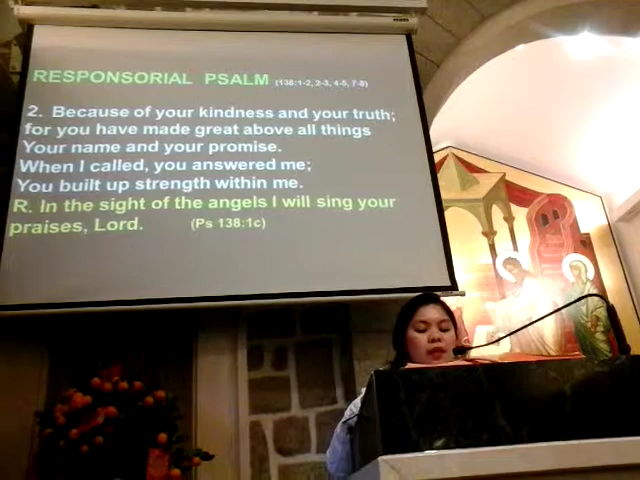 RESPONSORIAL PSALM (138:1-2, 2-3, 4-5, 7-8)
2. Because of your kindness and your truth;
for you have made great above all things
Your name and your promise.
When I called, you answered me;
You built up strength within me.
R. In the sight of the angels I will sing your
praises, Lord. (Ps 138:1c)